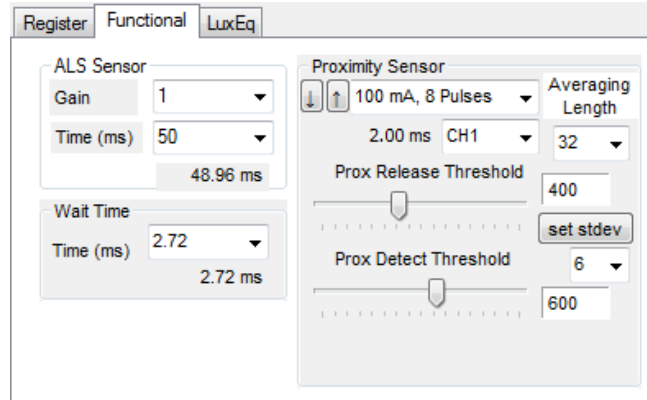 Register Functional LuxEq
ALS Sensor
Gain 1
Time (ms) 50
48.96 ms
Wait Time
Time (ms) 2.72
2.72 ms
Proximity Sensor
↓ ↑ 100 mA, 8 Pulses
Averaging
Length
2.00 ms CH1 32
Prox Release Threshold
400
set stdev
Prox Detect Threshold
6
600